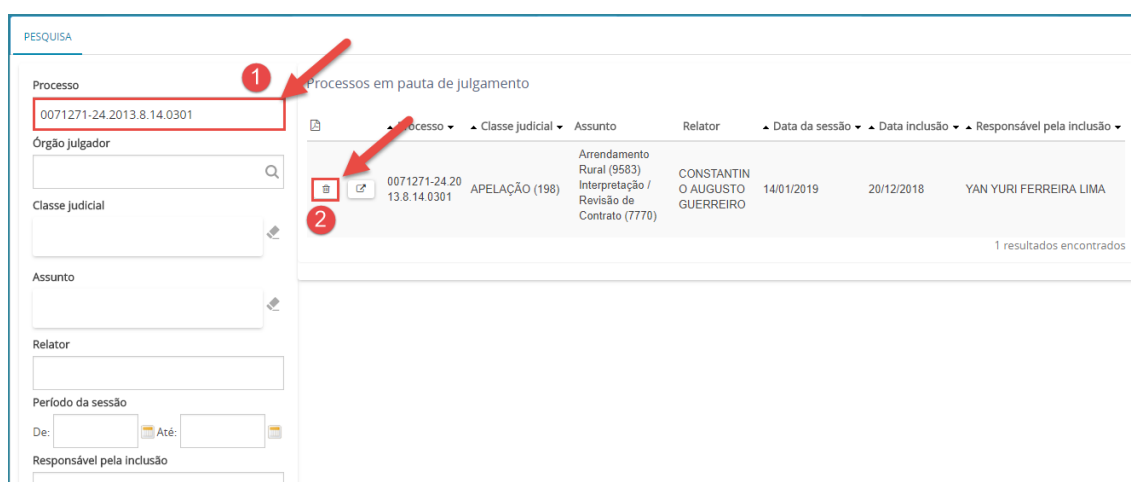 PESQUISA
Processo
1
0071271-24.2013.8.14.0301
Órgão julgador
Classe judicial
Assunto
Relator
Período da sessão
De:
Até:
Responsável pela inclusão
Processos em pauta de julgamento
Processo Classe judicial Assunto Relator Data da sessão Data inclusão Responsável pela inclusão
2
0071271-24.20
13.8.14.0301
APELAÇÃO (198)
Arrendamento
Rural (9583)
Interpretação /
Revisão de
Contrato (7770)
CONSTANTIN
O AUGUSTO
GUERREIRO
14/01/2019
20/12/2018
YAN YURI FERREIRA LIMA
1 resultados encontrados